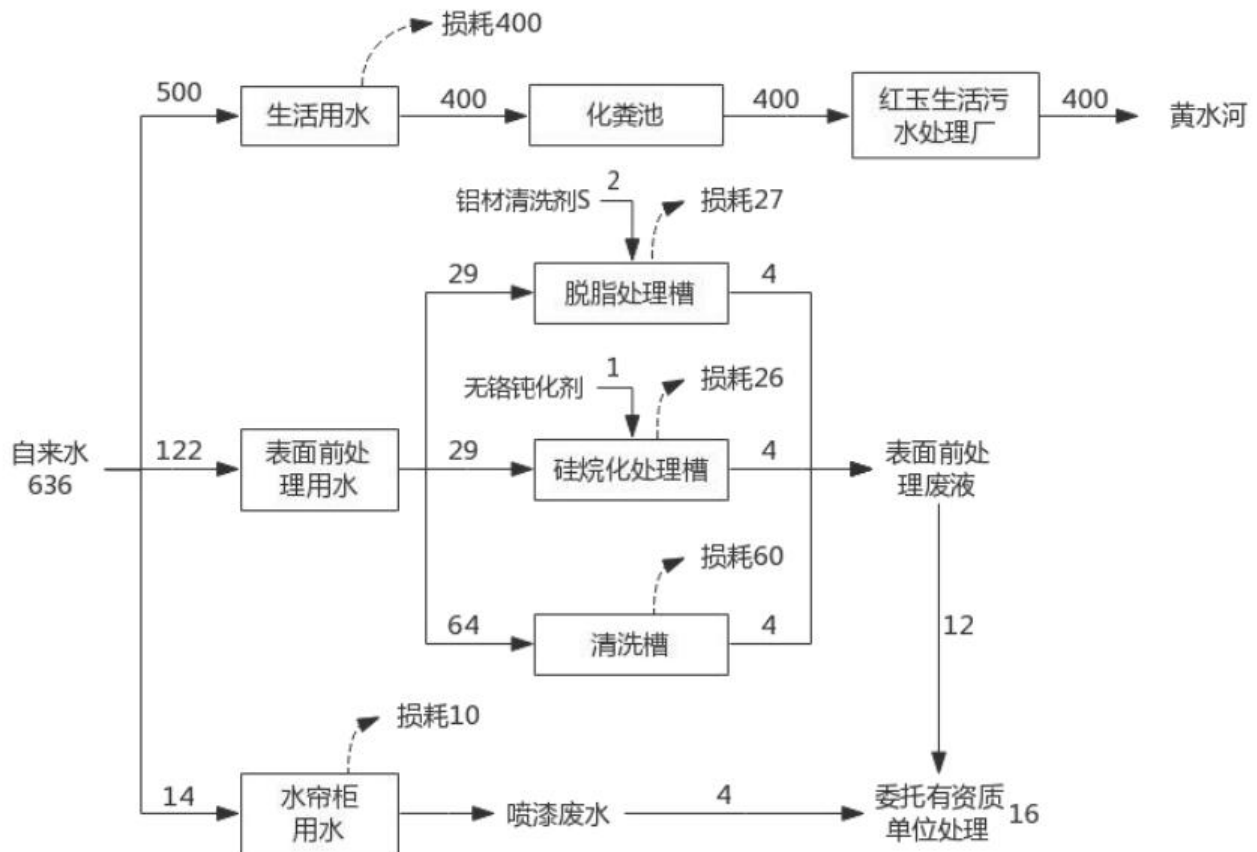 损耗400
500
生活用水
400
化粪池
400
红玉生活污
水处理厂
400
黄水河
铝材清洗剂S
2
损耗27
29
脱脂处理槽
4
无铬钝化剂
1
损耗26
自来水
636
122
表面前处
理用水
29
硅烷化处理槽
4
表面前处
理废液
损耗60
64
清洗槽
4
12
损耗10
14
水帘柜
用水
喷漆废水
4
委托有资质
单位处理
16